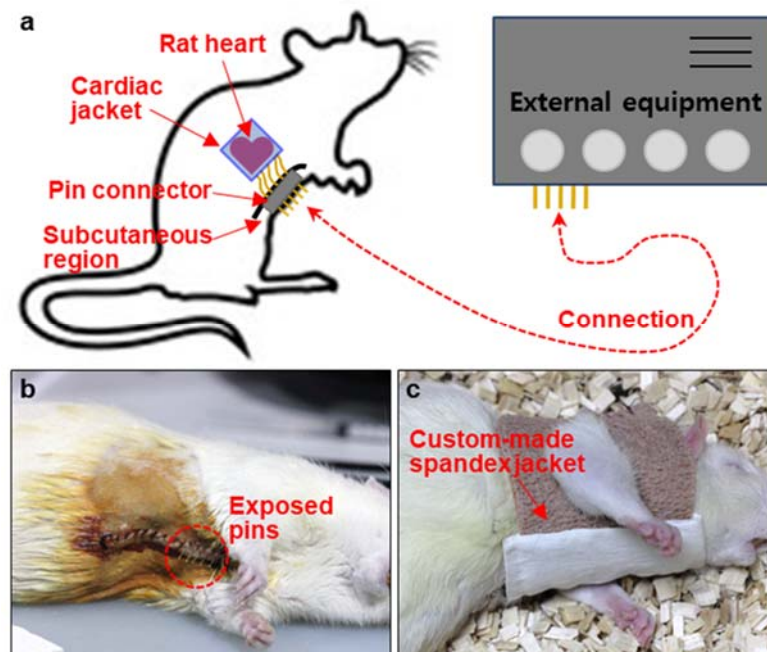 a
Rat heart
Cardiac
jacket
External equipment
Pin connector
Subcutaneous
region
Connection
b
Exposed
pins
c
Custom-made
spandex jacket